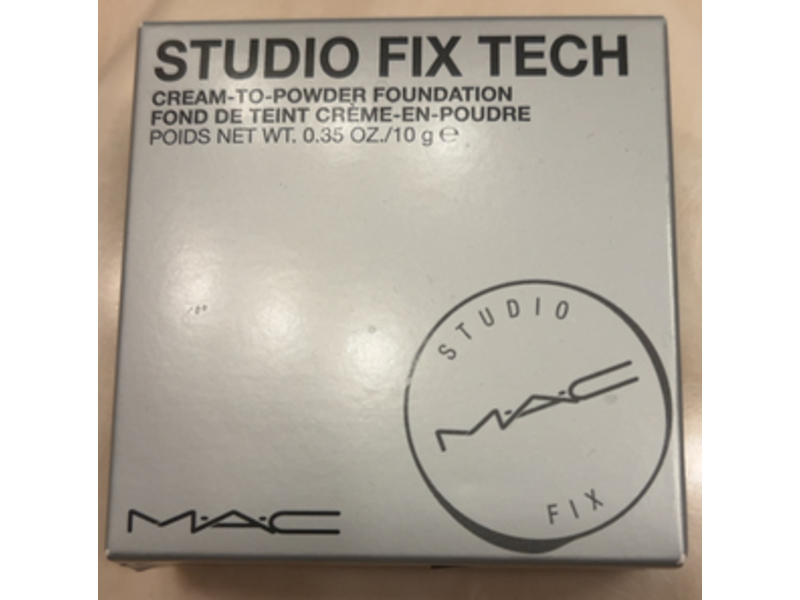 STUDIO FIX TECH
CREAM-TO-POWDER FOUNDATION
FOND DE TEINT CRÈME-EN-POUDRE
POIDS NET WT. 0.35 OZ./10 g ℮
STUDIO
M·A·C
FIX
M·A·C